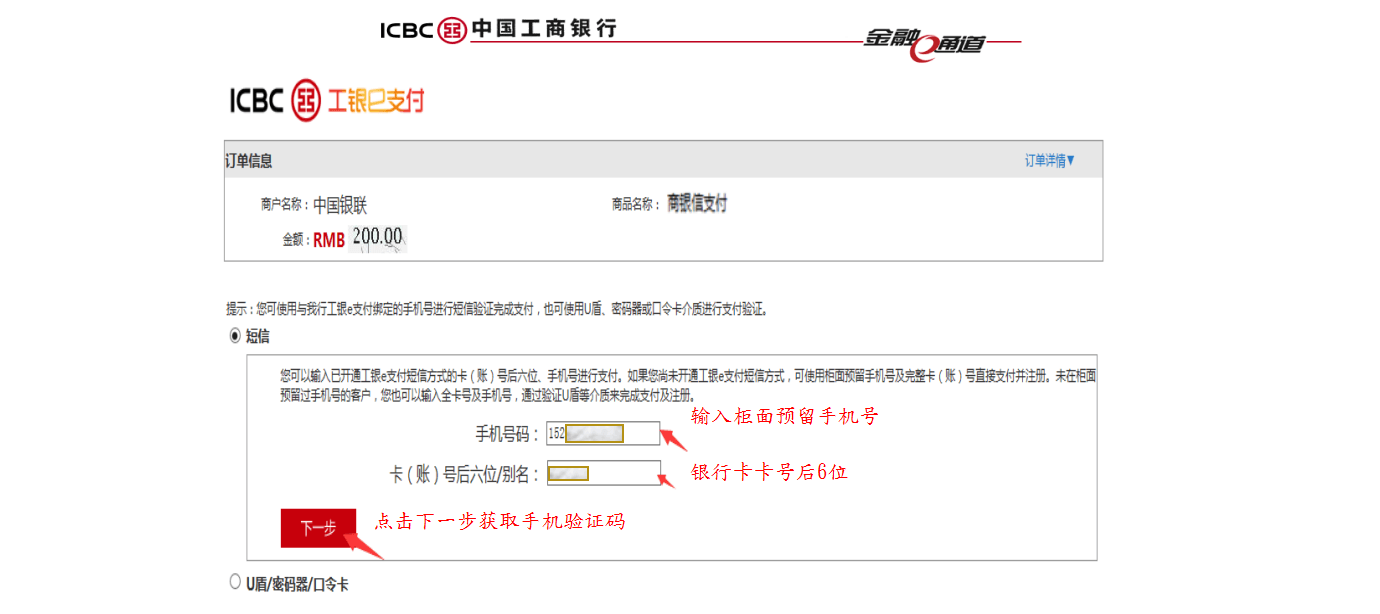 ICBC 中国工商银行
金融e通道
ICBC 工银e支付
订单信息 订单详情▼
商户名称：中国银联 商品名称：商银信支付
金额：RMB 200.00
提示：您可使用与我行工银e支付绑定的手机号进行短信验证完成支付，也可使用U盾、密码器或口令卡介质进行支付验证。
短信
您可以输入已开通工银e支付短信方式的卡（账）号后六位、手机号进行支付。如果您尚未开通工银e支付短信方式，可使用柜面预留手机号及完整卡（账）号直接支付并注册。未在柜面
预留过手机号的客户，您也可以输入全卡号及手机号，通过验证U盾等介质来完成支付及注册。
输入柜面预留手机号
手机号码：152
卡（账）号后六位/别名： 银行卡卡号后6位
下一步 点击下一步获取手机验证码
U盾/密码器/口令卡